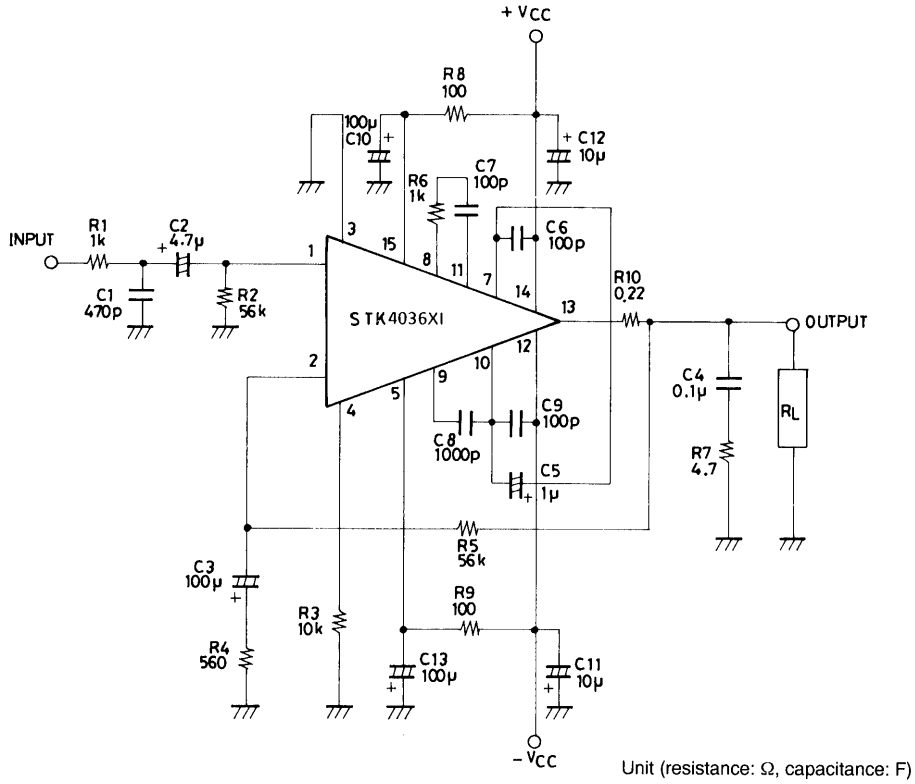 + VCC
R8
100
100µ
C10
+
+
C12
10µ
C7
100p
R6
1k
3
15
8
11
7
14
C6
100p
R10
0.22
INPUT
R1
1k
C2
+
4.7µ
1
C1
470p
R2
56k
STK4036XI
13
OUTPUT
2
4
5
9
10
12
C8
1000p
C9
100p
C5
+
1µ
C4
0.1µ
R7
4.7
RL
R5
56k
C3
100µ
+
R4
560
R3
10k
R9
100
C13
100µ
+
C11
10µ
+
- VCC
Unit (resistance: Ω, capacitance: F)